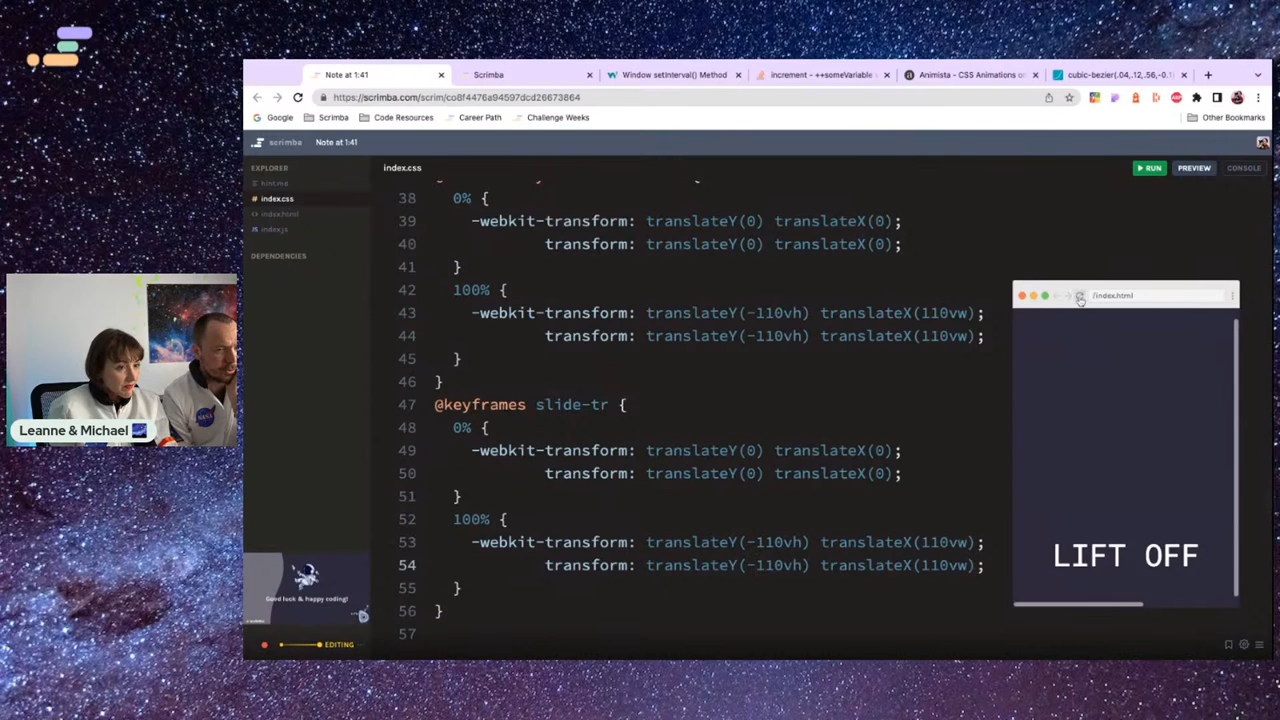 Note at 1:41
Scrimba
Window setInterval() Method
increment - ++someVariable v
Animista - CSS Animations on
cubic-bezier(.04,.12,.56,-0.1)
https://scrimba.com/scrim/co8f4476a94597dcd26673864
Google
Scrimba
Code Resources
Career Path
Challenge Weeks
Other Bookmarks
scrimba
Note at 1:41
EXPLORER
hint.md
# index.css
<> index.html
index.js
DEPENDENCIES
index.css
RUN
PREVIEW
CONSOLE
38 0% {
39 -webkit-transform: translateY(0) translateX(0);
40 transform: translateY(0) translateX(0);
41 }
42 100% {
43 -webkit-transform: translateY(-110vh) translateX(110vw);
44 transform: translateY(-110vh) translateX(110vw);
45 }
46 }
47 @keyframes slide-tr {
48 0% {
49 -webkit-transform: translateY(0) translateX(0);
50 transform: translateY(0) translateX(0);
51 }
52 100% {
53 -webkit-transform: translateY(-110vh) translateX(110vw);
54 transform: translateY(-110vh) translateX(110vw);
55 }
56 }
57
/index.html
LIFT OFF
Leanne & Michael
NASA
Good luck & happy coding!
EDITING